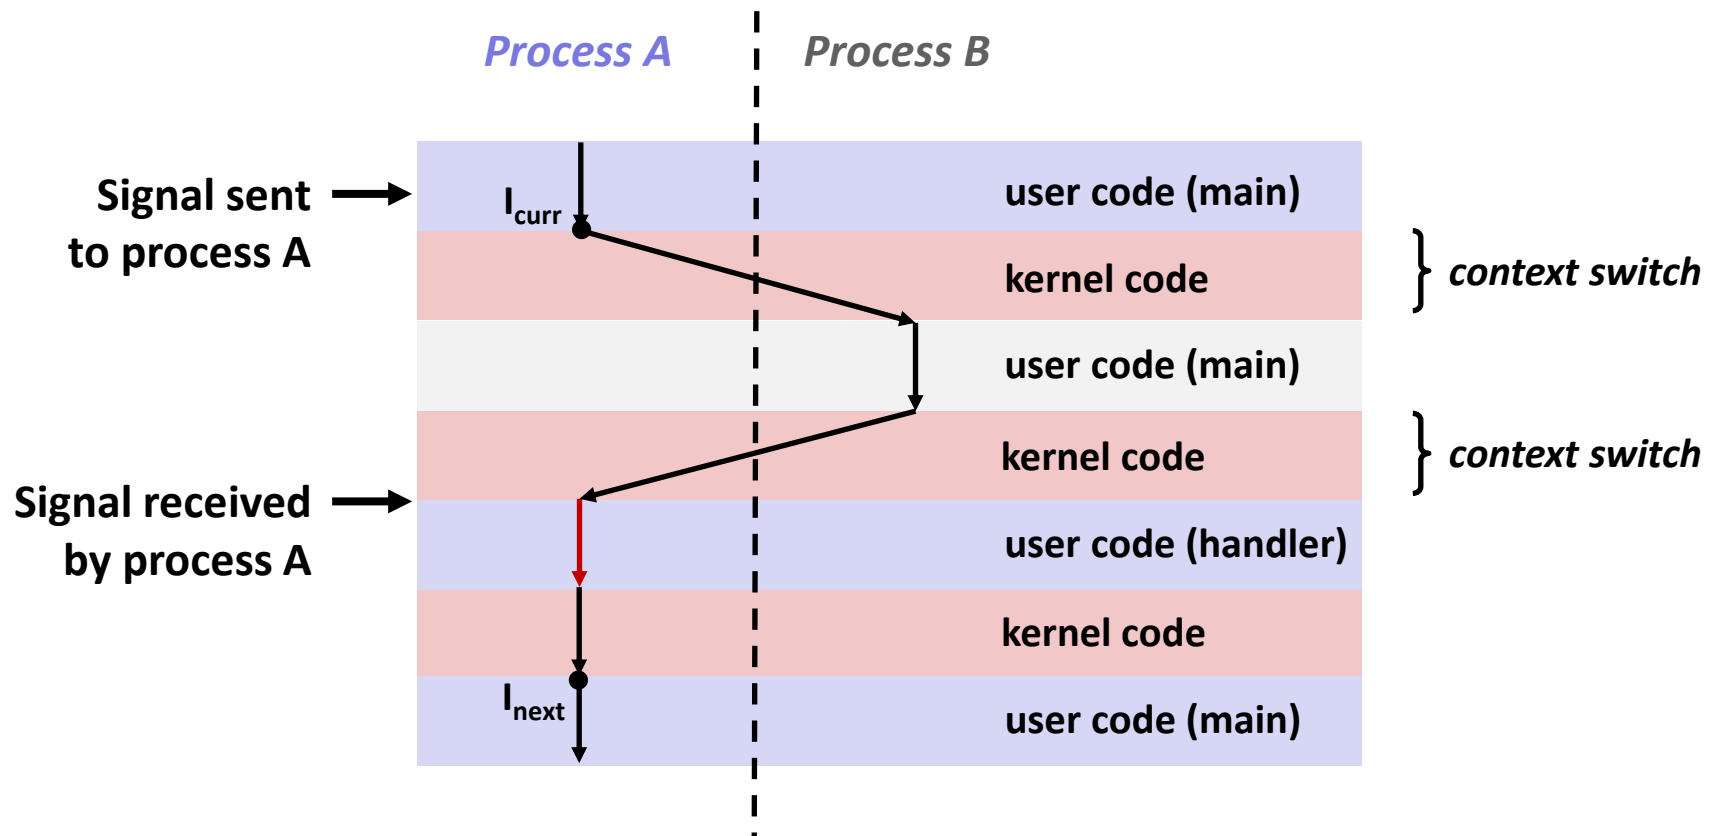 Process A
Process B
Signal sent
to process A
Icurr
user code (main)
kernel code
context switch
user code (main)
kernel code
context switch
Signal received
by process A
user code (handler)
kernel code
Inext
user code (main)